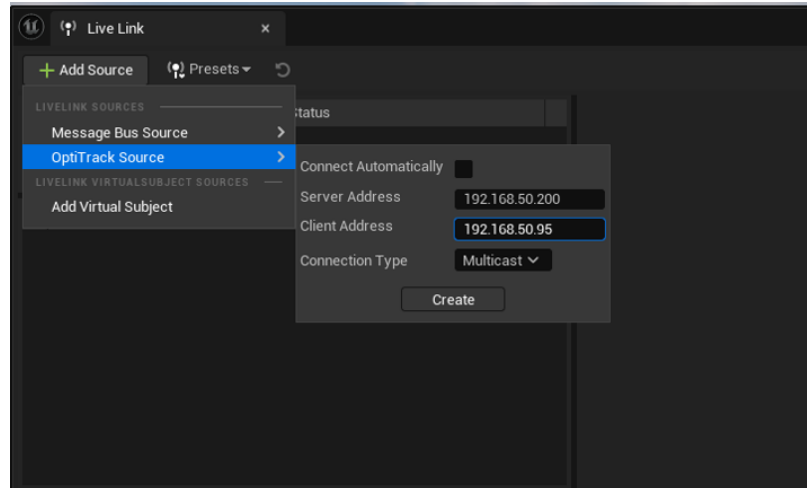 Live Link
Add Source
Presets
LIVELINK SOURCES
Status
Message Bus Source
OptiTrack Source
LIVELINK VIRTUALSUBJECT SOURCES
Add Virtual Subject
Connect Automatically
Server Address 192.168.50.200
Client Address 192.168.50.95
Connection Type Multicast
Create